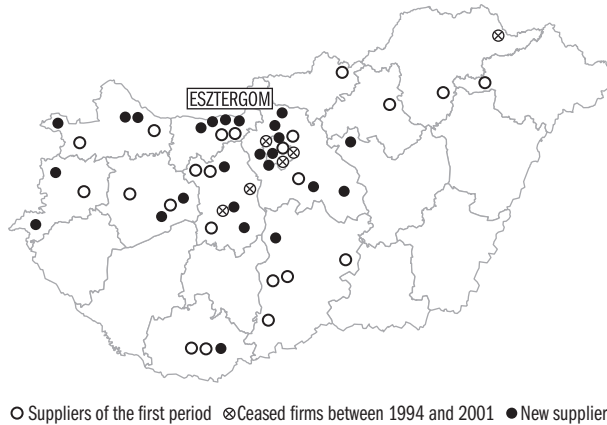 ESZTERGOM
Suppliers of the first period Ceased firms between 1994 and 2001 New supplier